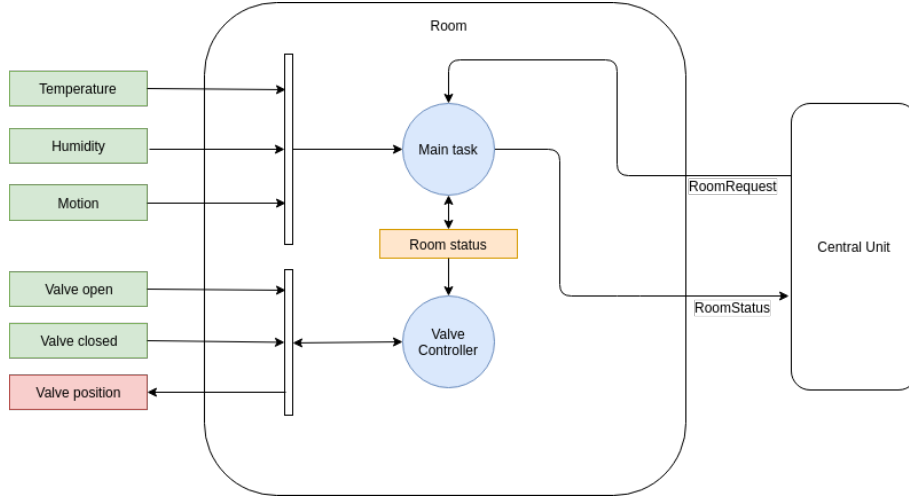 Room
Temperature
Humidity
Motion
Main task
RoomRequest
Room status
Central Unit
Valve open
Valve closed
Valve position
Valve
Controller
RoomStatus